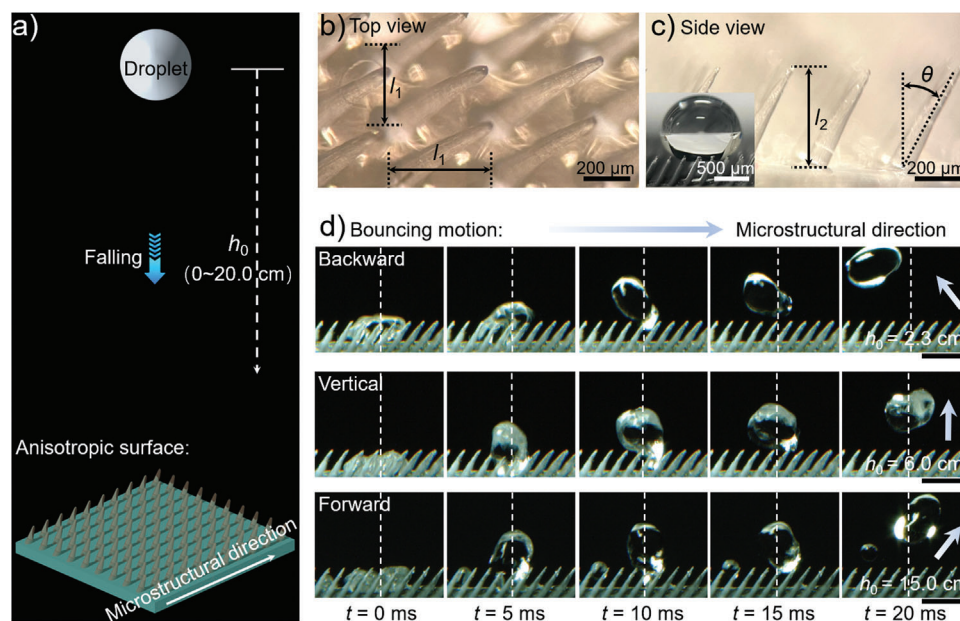 a)
Droplet
Falling
h₀
(0~20.0 cm)
Anisotropic surface:
Microstructural direction
b) Top view
l₁
l₁
200 μm
c) Side view
θ
l₂
500 μm
200 μm
d) Bouncing motion:
Microstructural direction
Backward
h₀ = 2.3 cm
Vertical
h₀ = 6.0 cm
Forward
h₀ = 15.0 cm
t = 0 ms
t = 5 ms
t = 10 ms
t = 15 ms
t = 20 ms